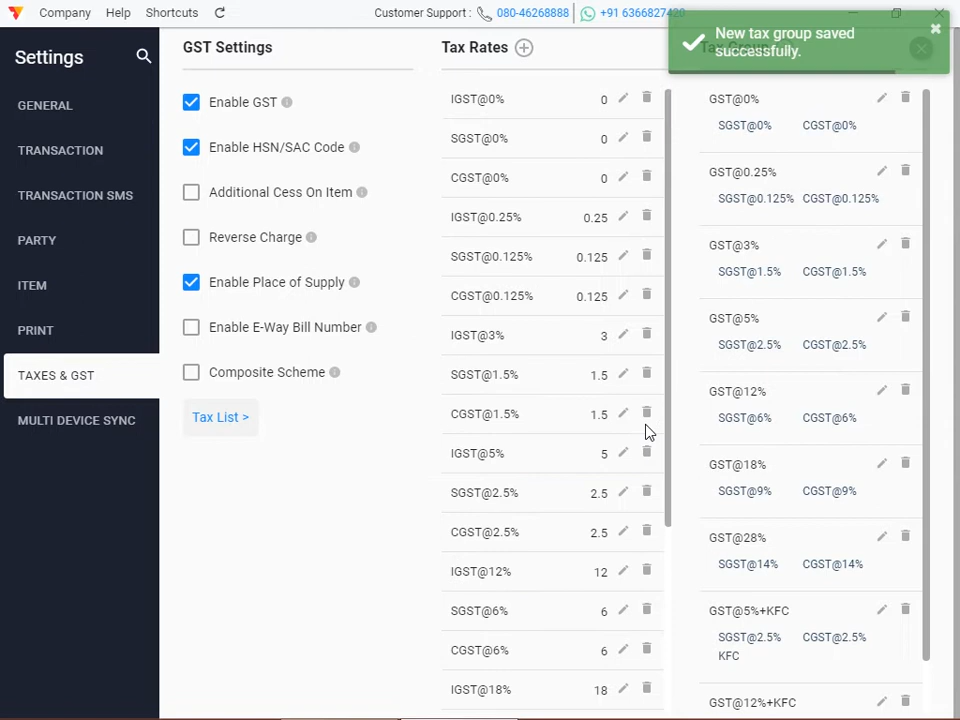 Company Help Shortcuts Customer Support : 080-46268888 +91 6366827420
Settings
GENERAL
TRANSACTION
TRANSACTION SMS
PARTY
ITEM
PRINT
TAXES & GST
MULTI DEVICE SYNC
GST Settings
Enable GST
Enable HSN/SAC Code
Additional Cess On Item
Reverse Charge
Enable Place of Supply
Enable E-Way Bill Number
Composite Scheme
Tax List >
Tax Rates
IGST@0% 0
SGST@0% 0
CGST@0% 0
IGST@0.25% 0.25
SGST@0.125% 0.125
CGST@0.125% 0.125
IGST@3% 3
SGST@1.5% 1.5
CGST@1.5% 1.5
IGST@5% 5
SGST@2.5% 2.5
CGST@2.5% 2.5
IGST@12% 12
SGST@6% 6
CGST@6% 6
IGST@18% 18
New tax group saved
successfully.
Tax Group
GST@0%
SGST@0% CGST@0%
GST@0.25%
SGST@0.125% CGST@0.125%
GST@3%
SGST@1.5% CGST@1.5%
GST@5%
SGST@2.5% CGST@2.5%
GST@12%
SGST@6% CGST@6%
GST@18%
SGST@9% CGST@9%
GST@28%
SGST@14% CGST@14%
GST@5%+KFC
SGST@2.5% CGST@2.5%
KFC
GST@12%+KFC